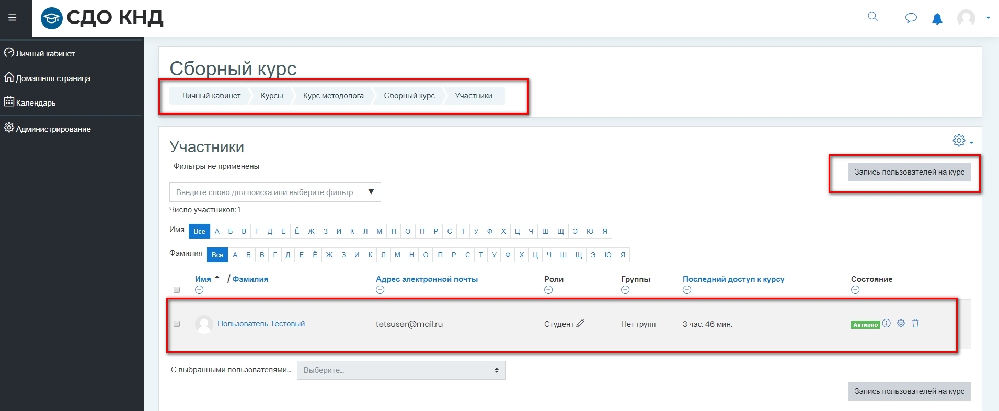 СДО КНД
Личный кабинет
Домашняя страница
Календарь
Администрирование
Сборный курс
Личный кабинет Курсы Курс методолога Сборный курс Участники
Участники
Фильтры не применены
Запись пользователей на курс
Введите слово для поиска или выберите фильтр ▼
Число участников: 1
Имя Все А Б В Г Д Е Ё Ж З И К Л М Н О П Р С Т У Ф Х Ц Ч Ш Щ Э Ю Я
Фамилия Все А Б В Г Д Е Ё Ж З И К Л М Н О П Р С Т У Ф Х Ц Ч Ш Щ Э Ю Я
Имя / Фамилия Адрес электронной почты Роли Группы Последний доступ к курсу Состояние
Пользователь Тестовый tetsuser@mail.ru Студент Нет групп 3 час. 46 мин. Активно
С выбранными пользователями... Выберите...
Запись пользователей на курс